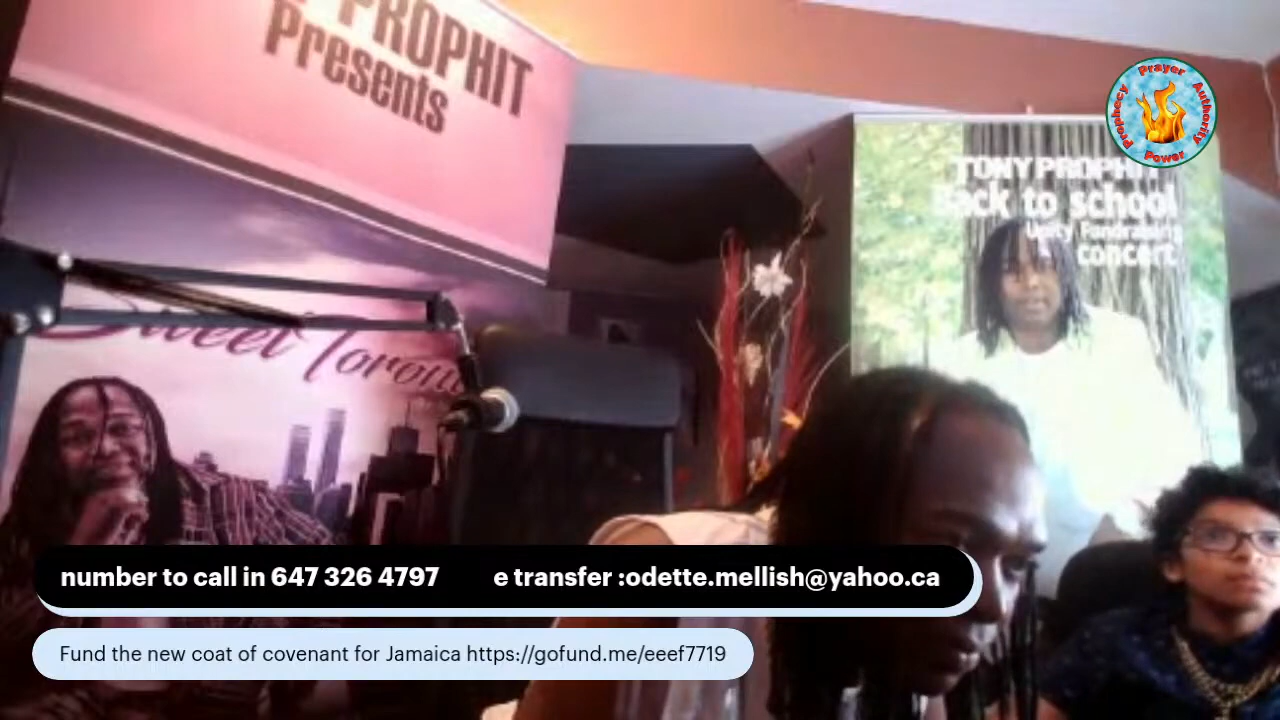 PROPHIT
Presents
Prayer
Authority
Power
Prophecy
TONY PROPHIT
Back to school
Unity Fundraising
concert
Sweet Toronto
number to call in 647 326 4797 e transfer :odette.mellish@yahoo.ca
Fund the new coat of covenant for Jamaica https://gofund.me/eeef7719